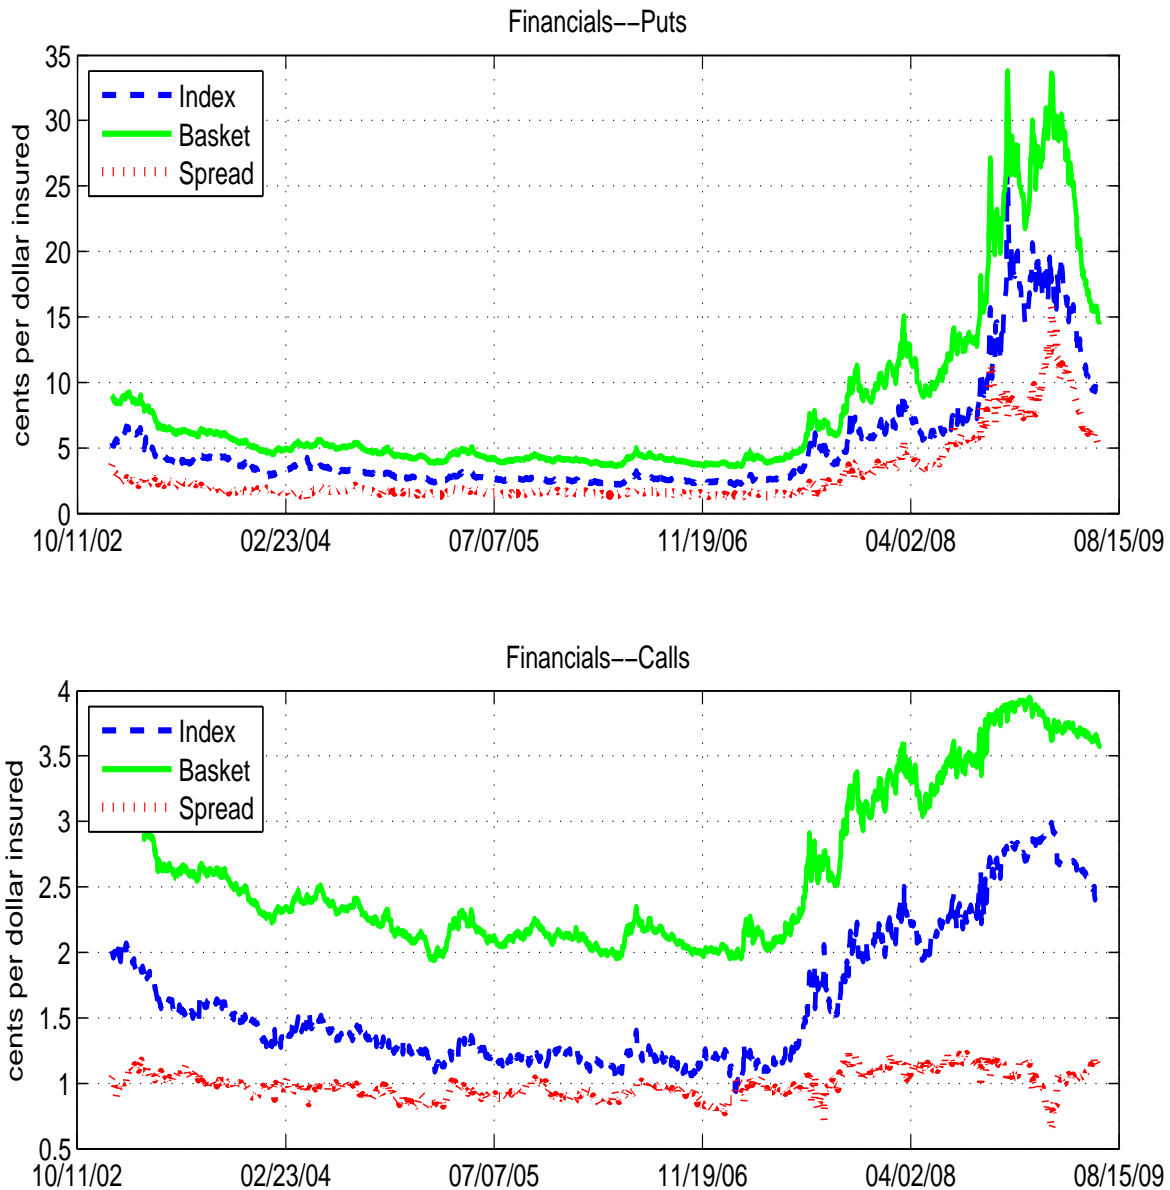 Financials−−Puts
35
30
25
20
15
10
5
0
cents per dollar insured
Index
Basket
Spread
10/11/02 02/23/04 07/07/05 11/19/06 04/02/08 08/15/09
Financials−−Calls
4
3.5
3
2.5
2
1.5
1
0.5
cents per dollar insured
Index
Basket
Spread
10/11/02 02/23/04 07/07/05 11/19/06 04/02/08 08/15/09